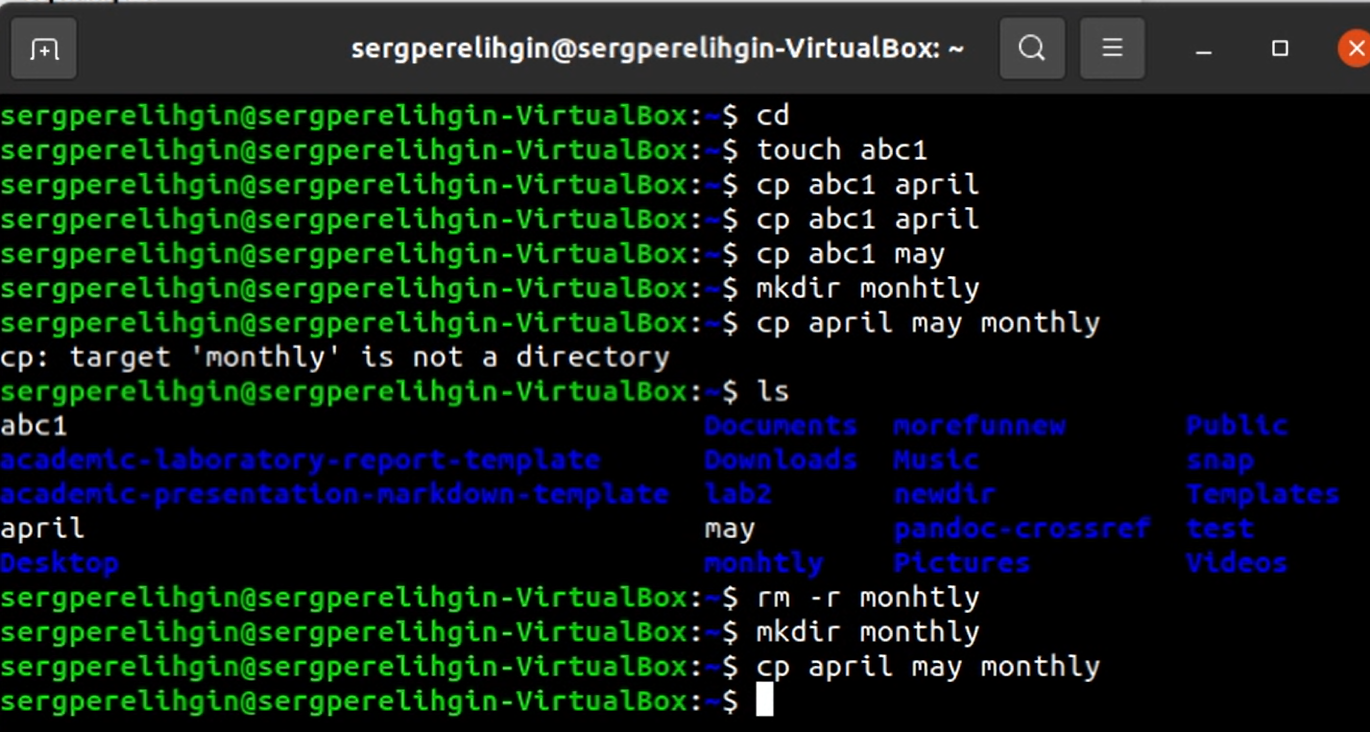 sergperelihgin@sergperelihgin-VirtualBox: ~
sergperelihgin@sergperelihgin-VirtualBox:~$ cd
sergperelihgin@sergperelihgin-VirtualBox:~$ touch abc1
sergperelihgin@sergperelihgin-VirtualBox:~$ cp abc1 april
sergperelihgin@sergperelihgin-VirtualBox:~$ cp abc1 april
sergperelihgin@sergperelihgin-VirtualBox:~$ cp abc1 may
sergperelihgin@sergperelihgin-VirtualBox:~$ mkdir monhtly
sergperelihgin@sergperelihgin-VirtualBox:~$ cp april may monthly
cp: target 'monthly' is not a directory
sergperelihgin@sergperelihgin-VirtualBox:~$ ls
abc1 Documents morefunnew Public
academic-laboratory-report-template Downloads Music snap
academic-presentation-markdown-template lab2 newdir Templates
april may pandoc-crossref test
Desktop monhtly Pictures Videos
sergperelihgin@sergperelihgin-VirtualBox:~$ rm -r monhtly
sergperelihgin@sergperelihgin-VirtualBox:~$ mkdir monthly
sergperelihgin@sergperelihgin-VirtualBox:~$ cp april may monthly
sergperelihgin@sergperelihgin-VirtualBox:~$